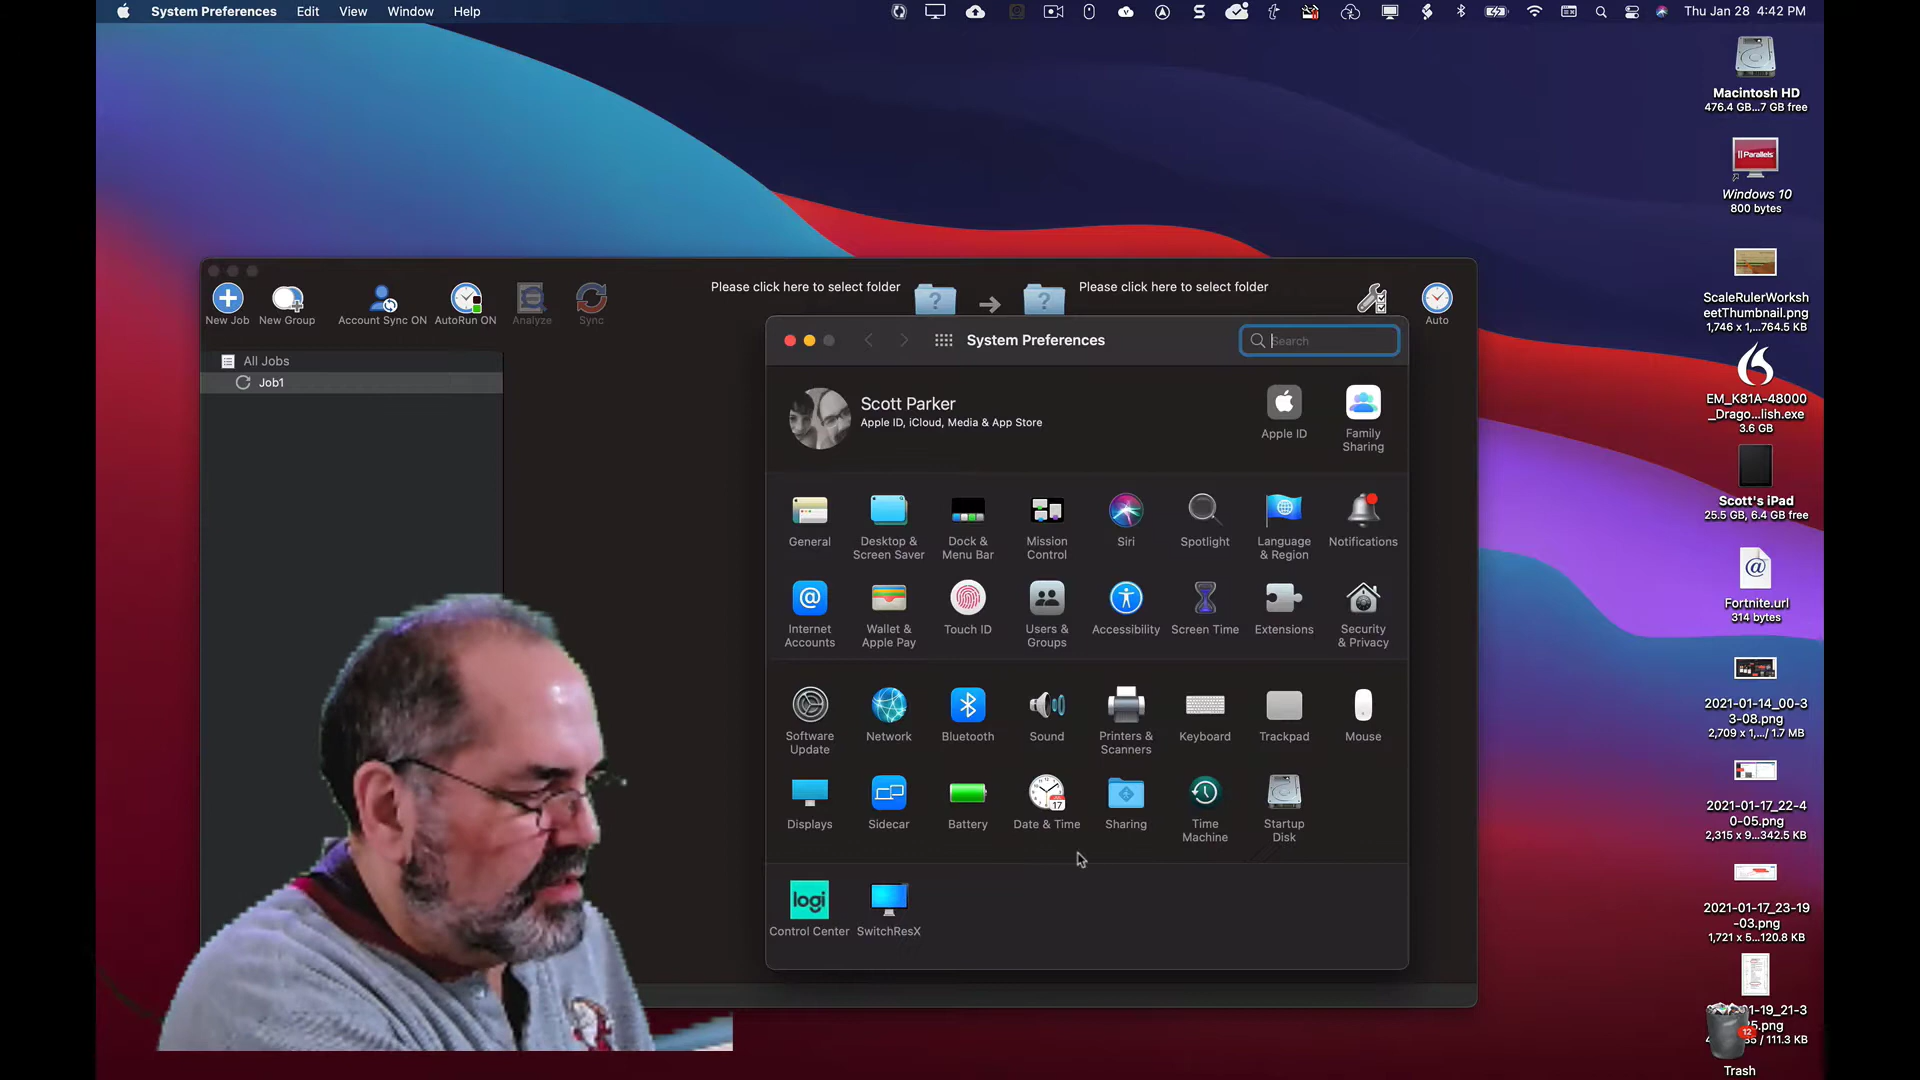 System Preferences Edit View Window Help
Thu Jan 28 4:42 PM
Macintosh HD
476.4 GB...7 GB free
Parallels
Windows 10
800 bytes
ScaleRulerWorksh
eetThumbnail.png
1,746 x 1,...764.5 KB
EM_K81A-48000
_Drago...lish.exe
3.6 GB
Scott's iPad
25.5 GB, 6.4 GB free
Fortnite.url
314 bytes
2021-01-14_00-3
3-08.png
2,709 x 1,.../ 1.7 MB
2021-01-17_22-4
0-05.png
2,315 x 9...342.5 KB
2021-01-17_23-19
-03.png
1,721 x 5...120.8 KB
12
Trash
Please click here to select folder
Please click here to select folder
New Job New Group Account Sync ON AutoRun ON Analyze Sync
Auto
All Jobs
Job1
System Preferences
Search
Scott Parker
Apple ID, iCloud, Media & App Store
Apple ID
Family
Sharing
General
Desktop &
Screen Saver
Dock &
Menu Bar
Mission
Control
Siri
Spotlight
Language
& Region
Notifications
Internet
Accounts
Wallet &
Apple Pay
Touch ID
Users &
Groups
Accessibility
Screen Time
Extensions
Security
& Privacy
Software
Update
Network
Bluetooth
Sound
Printers &
Scanners
Keyboard
Trackpad
Mouse
Displays
Sidecar
Battery
Date & Time
Sharing
Time
Machine
Startup
Disk
logi
Control Center
SwitchResX